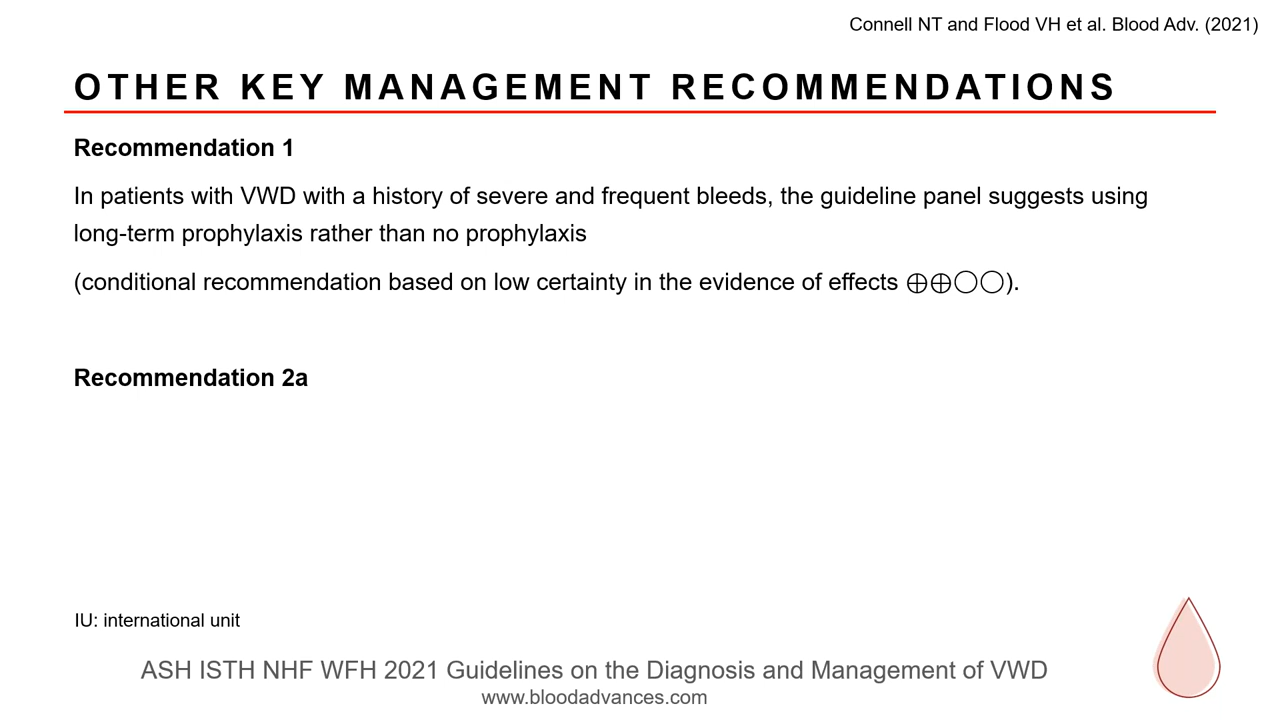 Connell NT and Flood VH et al. Blood Adv. (2021)
OTHER KEY MANAGEMENT RECOMMENDATIONS
Recommendation 1
In patients with VWD with a history of severe and frequent bleeds, the guideline panel suggests using
long-term prophylaxis rather than no prophylaxis
(conditional recommendation based on low certainty in the evidence of effects ⨁⨁◯◯).
Recommendation 2a
IU: international unit
ASH ISTH NHF WFH 2021 Guidelines on the Diagnosis and Management of VWD
www.bloodadvances.com